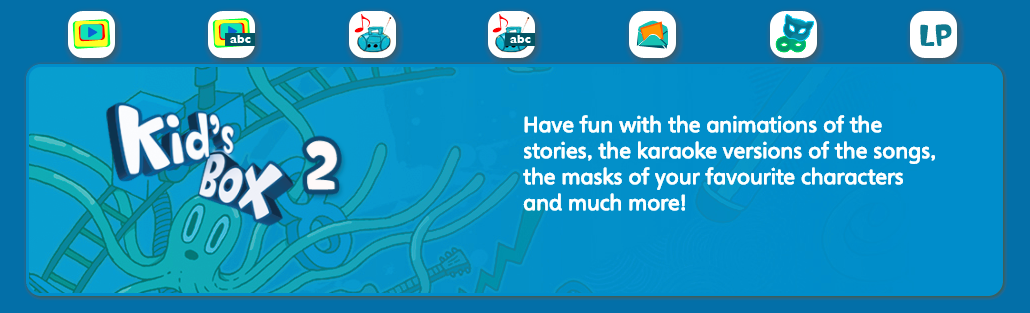 abc
abc
LP
Kid's
Box 2
Have fun with the animations of the
stories, the karaoke versions of the songs,
the masks of your favourite characters
and much more!